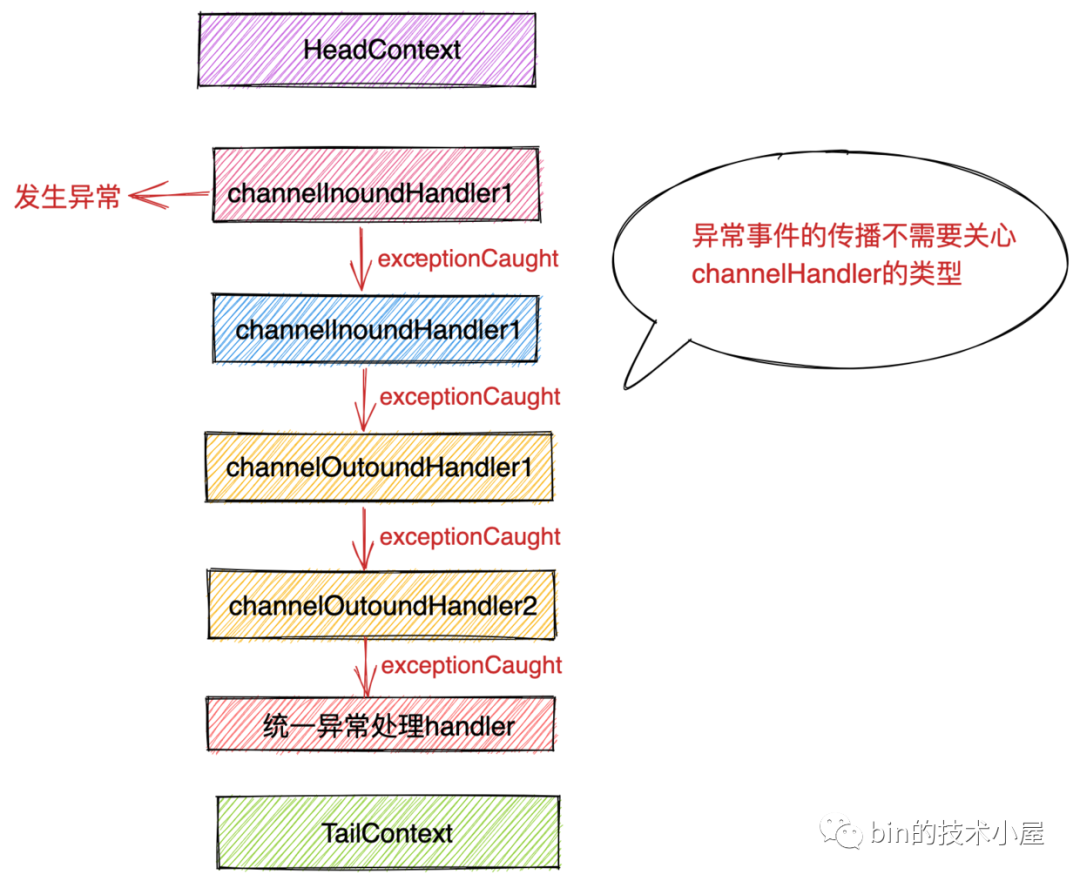 HeadContext
发生异常
channelInoundHandler1
exceptionCaught
channelInoundHandler1
exceptionCaught
channelOutoundHandler1
exceptionCaught
channelOutoundHandler2
exceptionCaught
统一异常处理handler
TailContext
异常事件的传播不需要关心
channelHandler的类型
bin的技术小屋